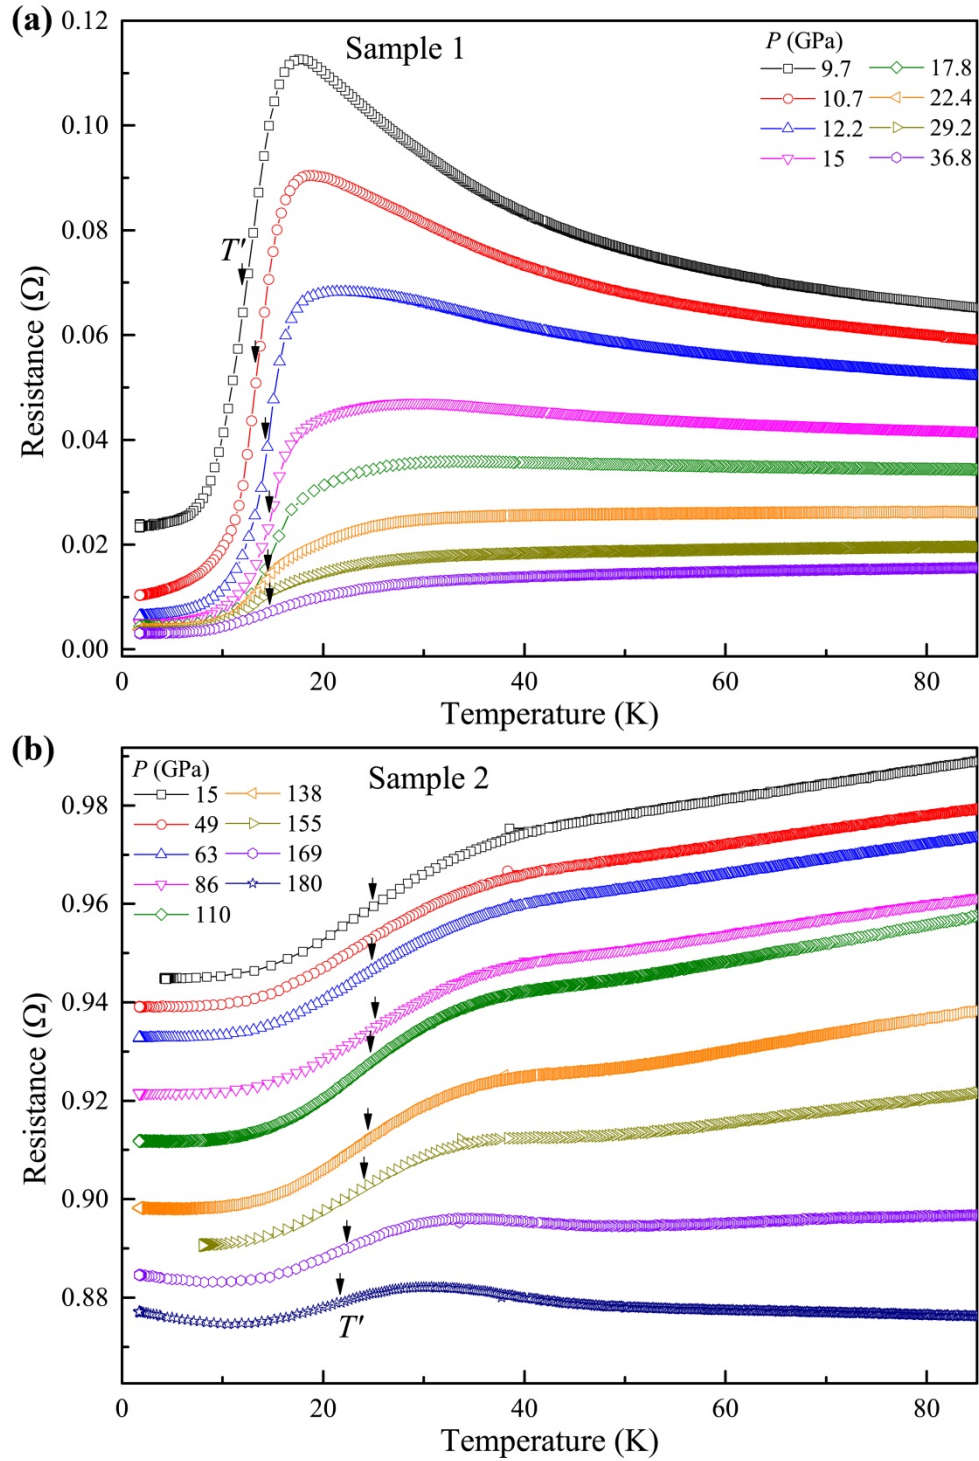 (a)
Sample 1
P (GPa)
9.7 17.8
10.7 22.4
12.2 29.2
15 36.8
T'
Resistance (Ω)
0.12
0.10
0.08
0.06
0.04
0.02
0.00
0 20 40 60 80
Temperature (K)
(b)
Sample 2
P (GPa)
15 138
49 155
63 169
86 180
110
T'
Resistance (Ω)
0.98
0.96
0.94
0.92
0.90
0.88
0 20 40 60 80
Temperature (K)